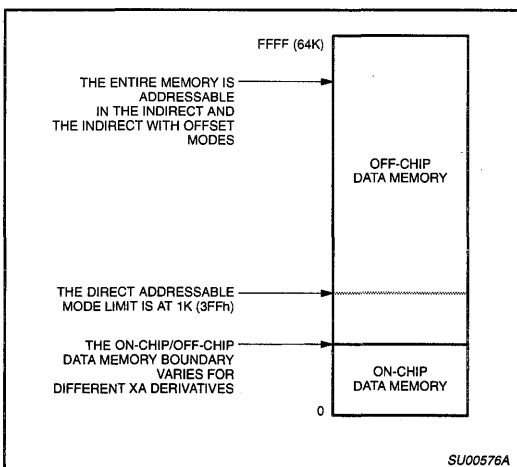 FFFF (64K)
THE ENTIRE MEMORY IS
ADDRESSABLE
IN THE INDIRECT AND
THE INDIRECT WITH OFFSET
MODES
OFF-CHIP
DATA MEMORY
THE DIRECT ADDRESSABLE
MODE LIMIT IS AT 1K (3FFh)
THE ON-CHIP/OFF-CHIP
DATA MEMORY BOUNDARY
VARIES FOR
DIFFERENT XA DERIVATIVES
ON-CHIP
DATA MEMORY
0
SU00576A